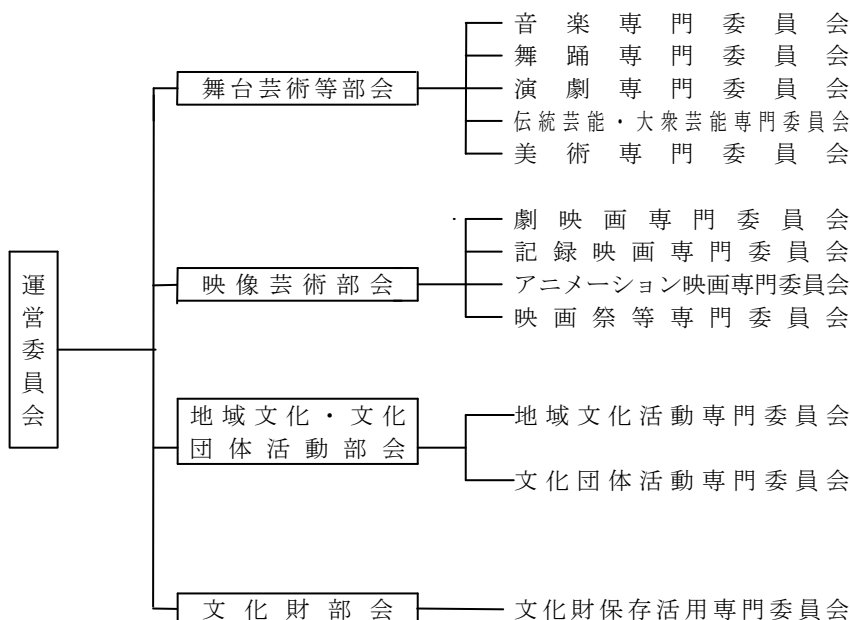 運営委員会
舞台芸術等部会
音楽専門委員会
舞踊専門委員会
演劇専門委員会
伝統芸能・大衆芸能専門委員会
美術専門委員会
映像芸術部会
劇映画専門委員会
記録映画専門委員会
アニメーション映画専門委員会
映画祭等専門委員会
地域文化・文化
団体活動部会
地域文化活動専門委員会
文化団体活動専門委員会
文化財部会
文化財保存活用専門委員会